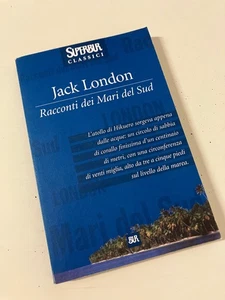 SUPERBUR
CLASSICI
Jack London
Racconti dei Mari del Sud
L'atollo di Hikueru sorgeva appena
dalle acque: un circolo di sabbia
di corallo finissima d'un centinaio
di metri, con una circonferenza
di venti miglia, alto da tre a cinque piedi
sul livello della marea.
BUR